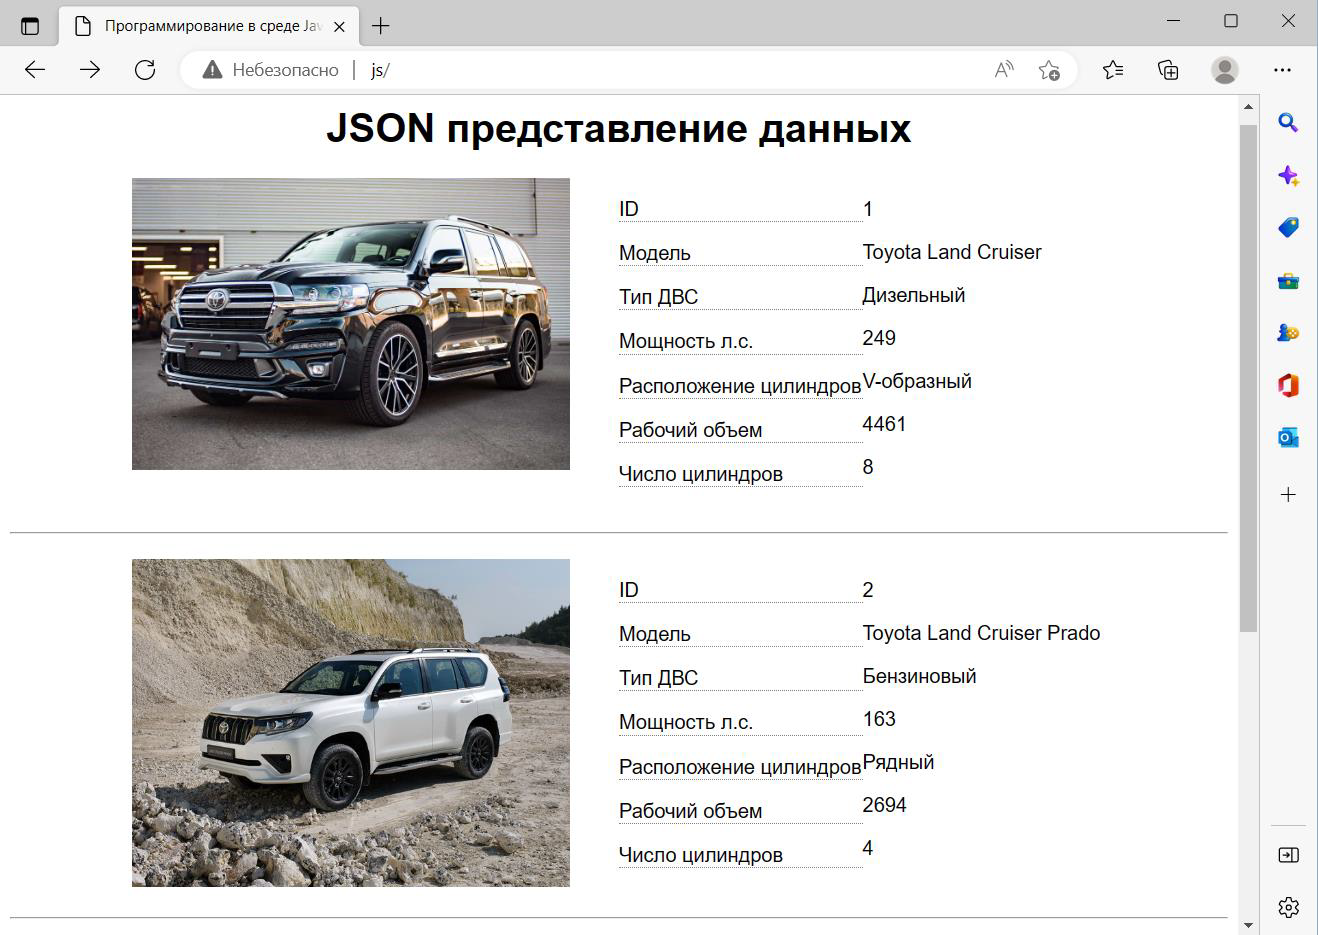 Программирование в среде Jav
Небезопасно js/
JSON представление данных
ID 1
Модель Toyota Land Cruiser
Тип ДВС Дизельный
Мощность л.с. 249
Расположение цилиндров V-образный
Рабочий объем 4461
Число цилиндров 8
ID 2
Модель Toyota Land Cruiser Prado
Тип ДВС Бензиновый
Мощность л.с. 163
Расположение цилиндров Рядный
Рабочий объем 2694
Число цилиндров 4